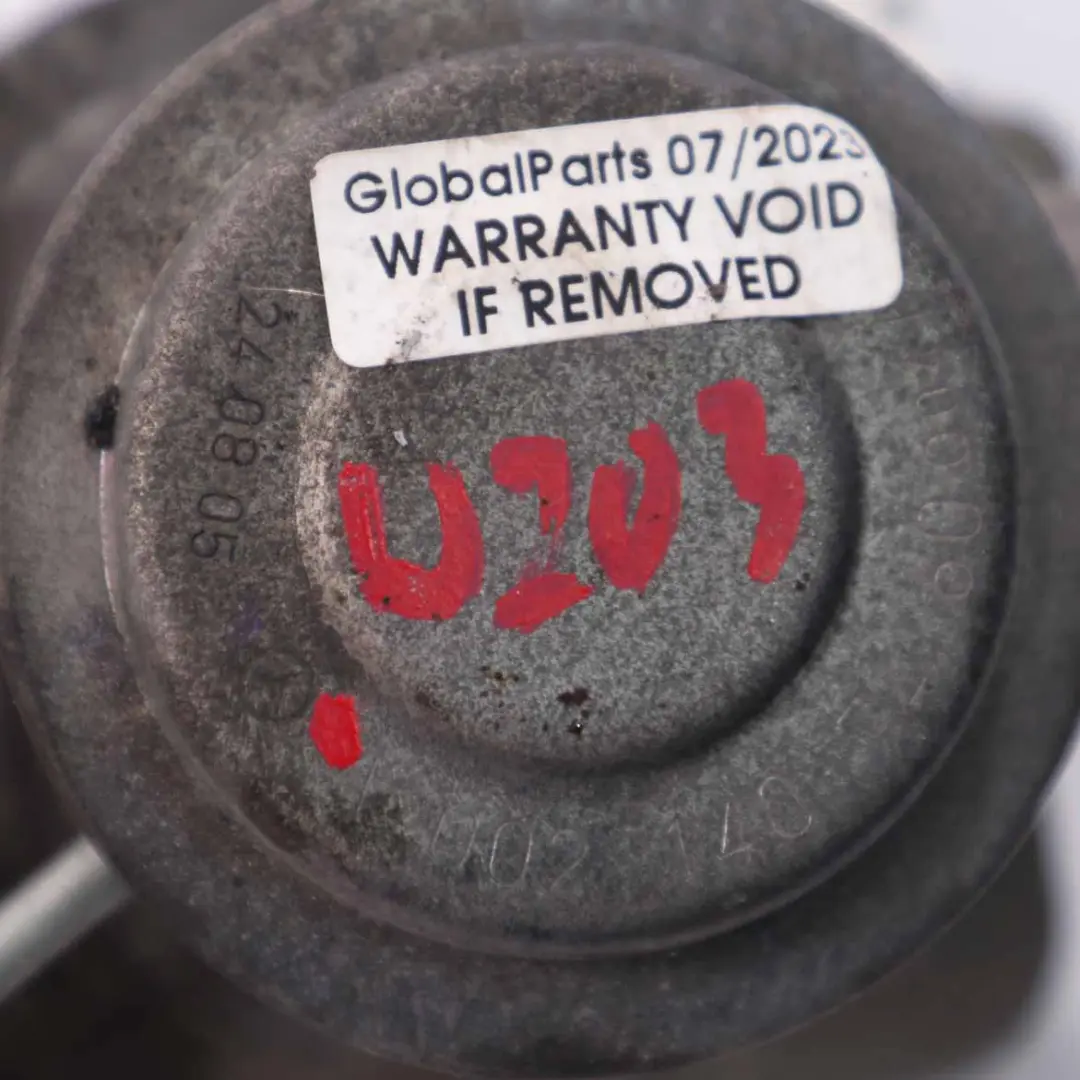 GlobalParts 07/2023
WARRANTY VOID
IF REMOVED
24 08 05
U203